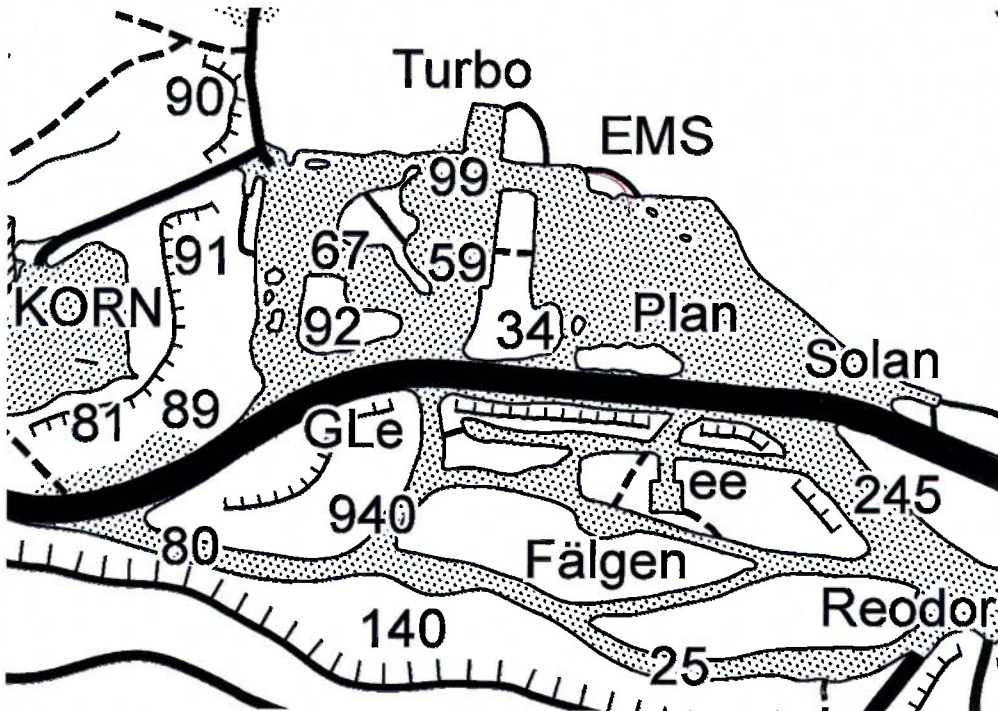 Turbo
90
EMS
99
91
67
59
KORN
92
34
Plan
Solan
81
89
GLe
ee
245
940
80
Fälgen
Reodor
140
25